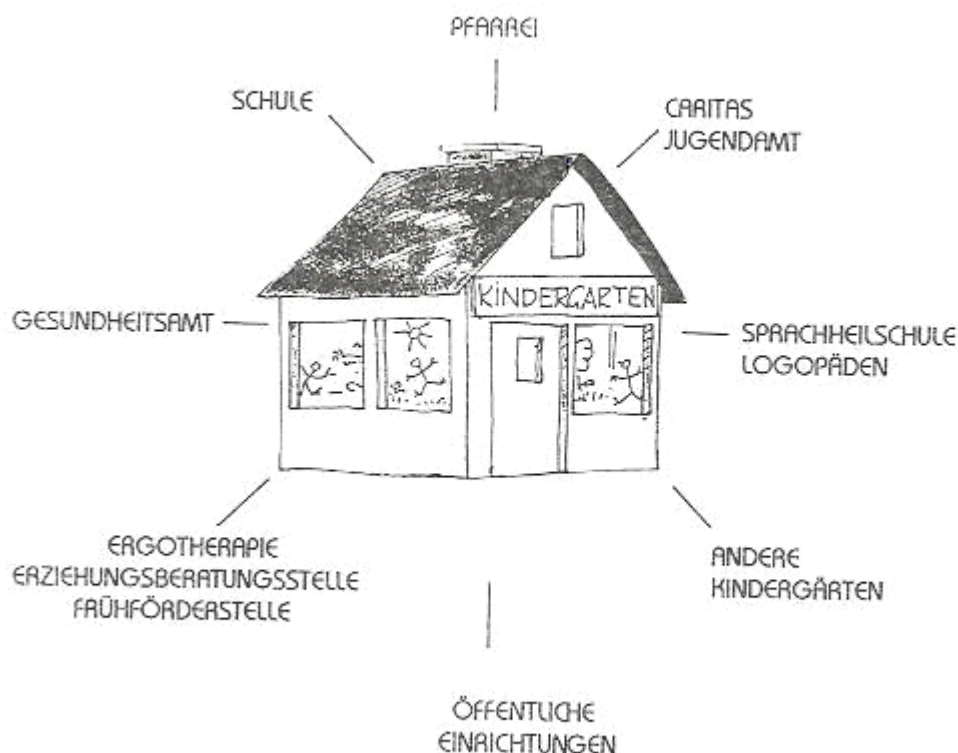 PFARREI
SCHULE
CARITAS
JUGENDAMT
KINDERGARTEN
GESUNDHEITSAMT
SPRACHHEILSCHULE
LOGOPÄDEN
ERGOTHERAPIE
ERZIEHUNGSBERATUNGSSTELLE
FRÜHFÖRDERSTELLE
ANDERE
KINDERGÄRTEN
ÖFFENTLICHE
EINRICHTUNGEN